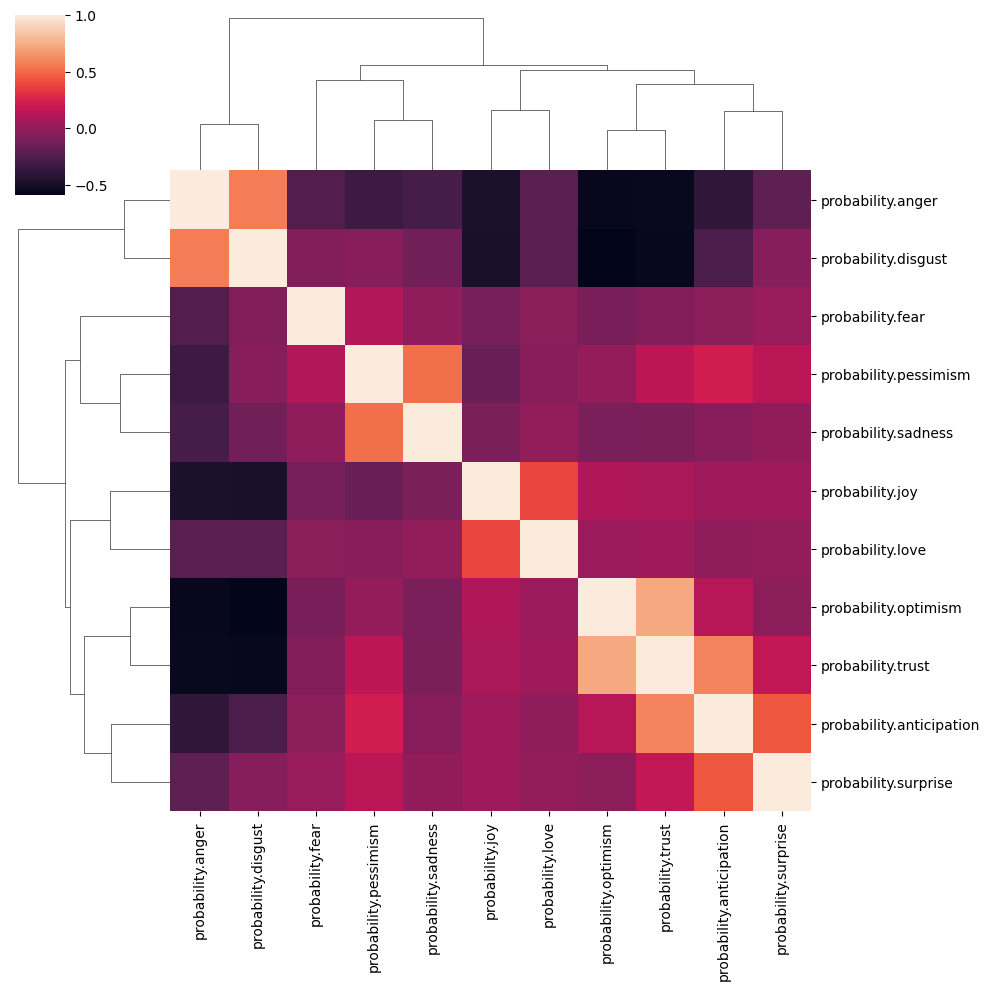 1.0
0.5
0.0
−0.5
probability.anger
probability.disgust
probability.fear
probability.pessimism
probability.sadness
probability.joy
probability.love
probability.optimism
probability.trust
probability.anticipation
probability.surprise
probability.anger
probability.disgust
probability.fear
probability.pessimism
probability.sadness
probability.joy
probability.love
probability.optimism
probability.trust
probability.anticipation
probability.surprise